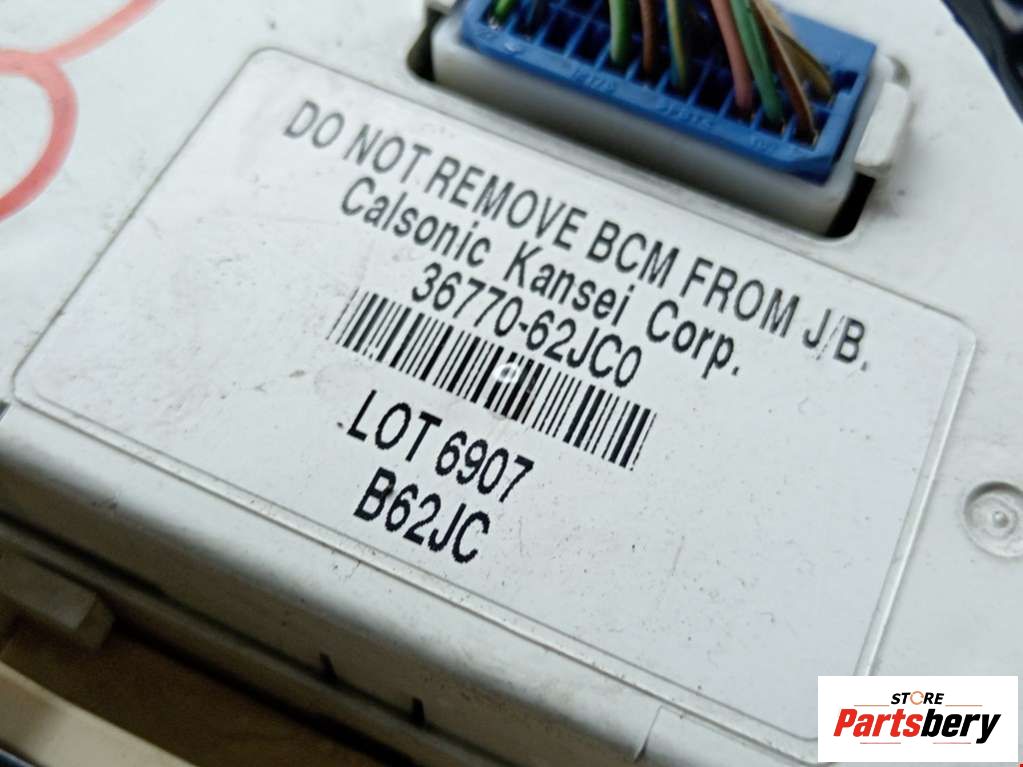 DO NOT REMOVE BCM FROM J/B.
Calsonic Kansei Corp.
36770-62JC0
LOT 6907
B62JC
STORE
Partsbery